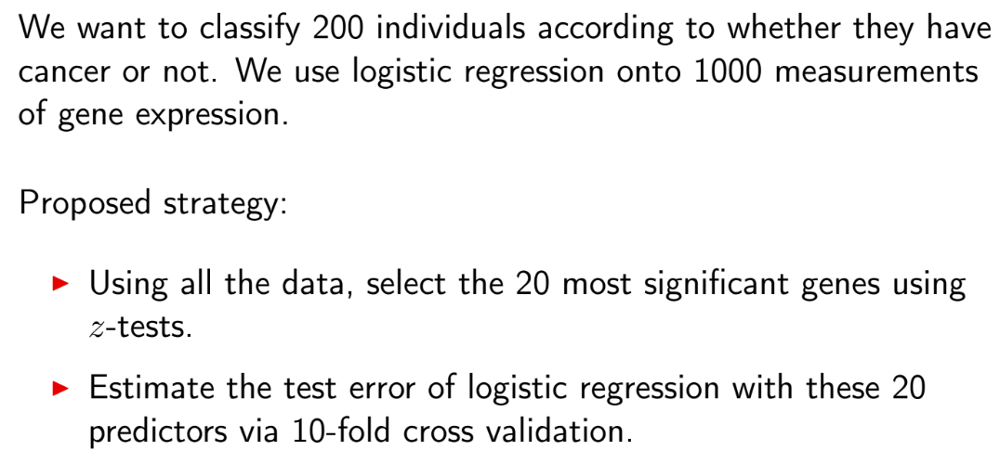 We want to classify 200 individuals according to whether they have
cancer or not. We use logistic regression onto 1000 measurements
of gene expression.
Proposed strategy:
▶ Using all the data, select the 20 most significant genes using
z-tests.
▶ Estimate the test error of logistic regression with these 20
predictors via 10-fold cross validation.